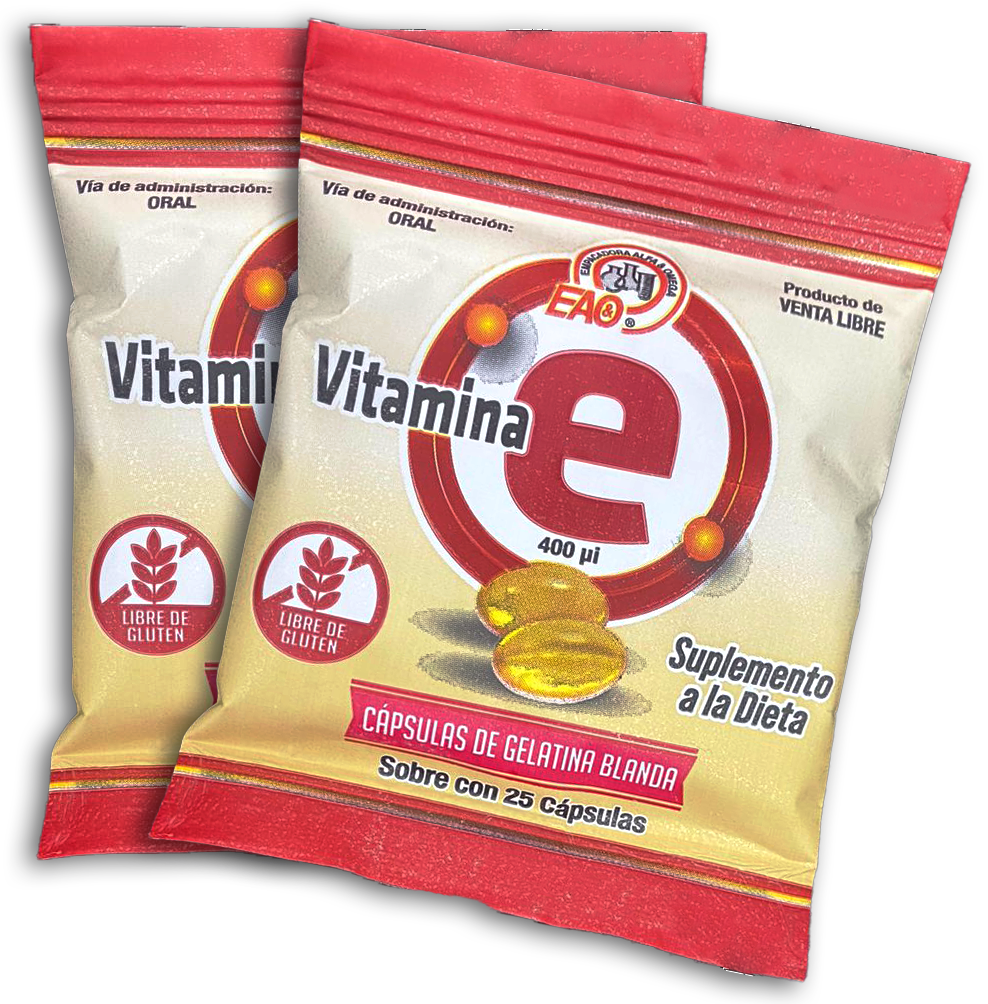 Vía de administración:
ORAL
Vitamin
LIBRE DE
GLUTEN
Vía de administración:
ORAL
EMPACADORA ALFA & OMEGA
EAO&®
Producto de
VENTA LIBRE
Vitamina
e
400 µi
LIBRE DE
GLUTEN
Suplemento
a la Dieta
CÁPSULAS DE GELATINA BLANDA
Sobre con 25 Cápsulas